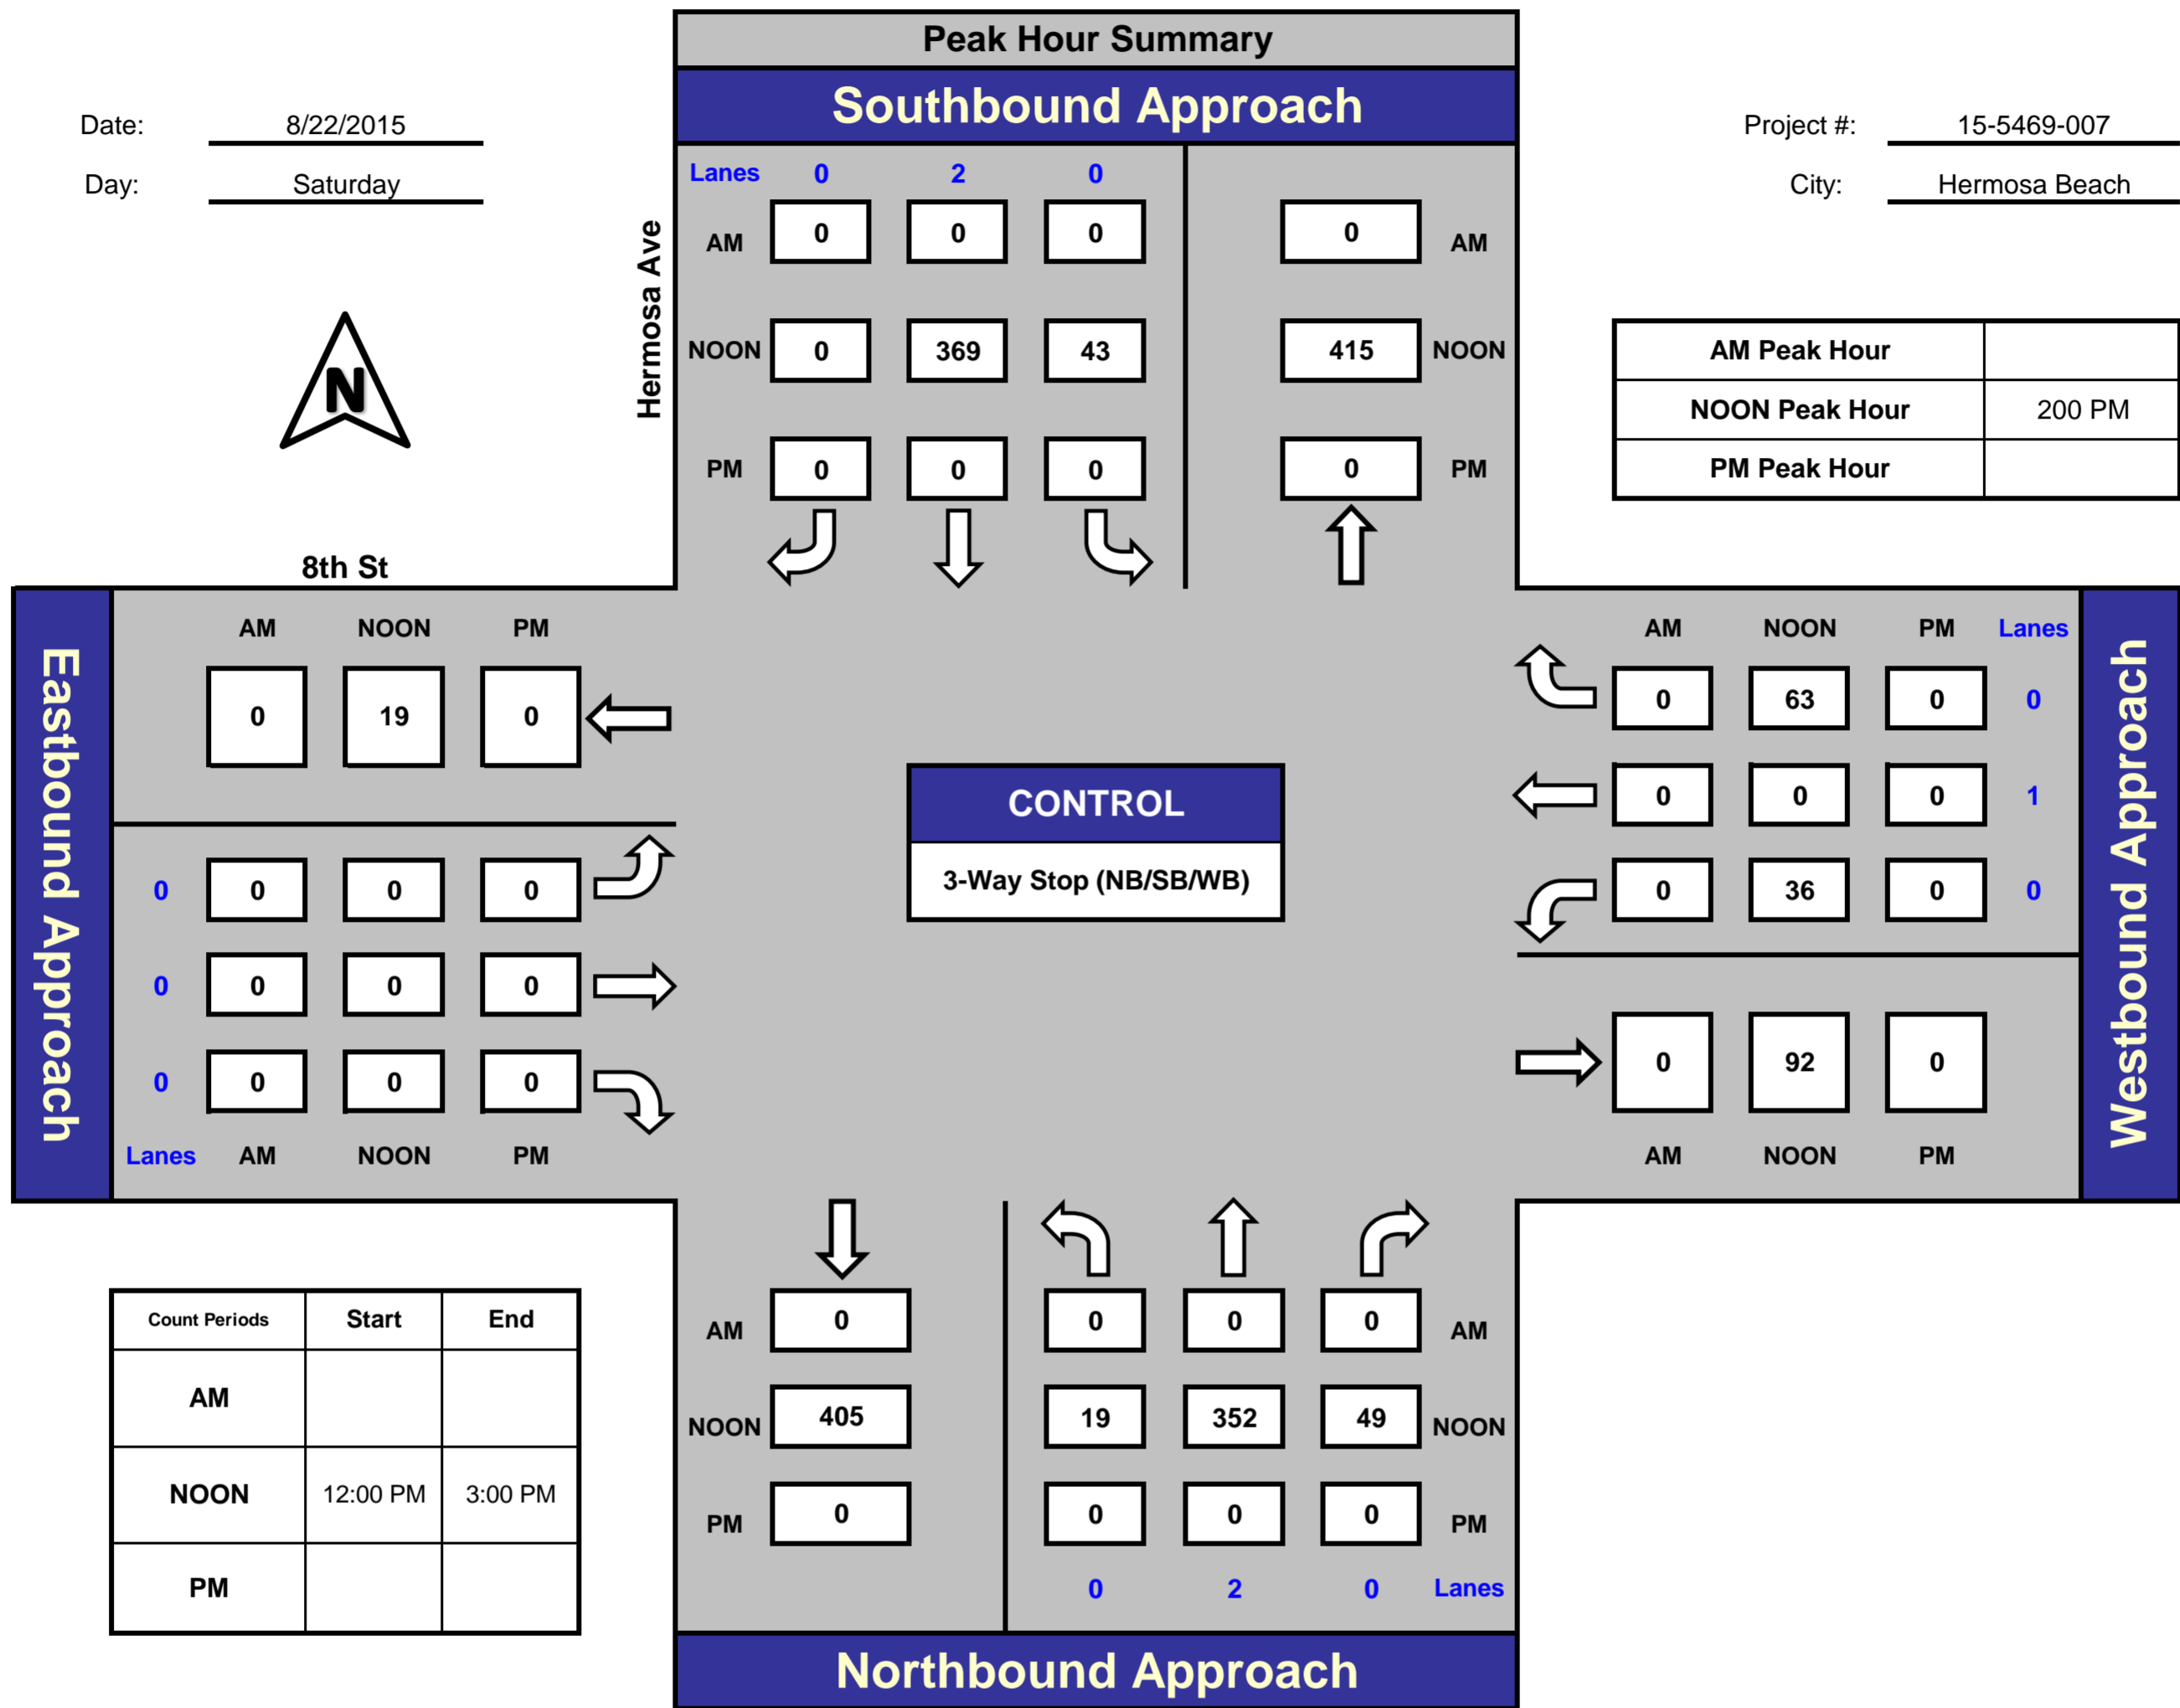 Peak Hour Summary
Southbound Approach
Date: 8/22/2015
Project #: 15-5469-007
Day: Saturday
City: Hermosa Beach
Lanes 0 2 0
AM 0 0 0 0 AM
NOON 0 369 43 415 NOON
PM 0 0 0 0 PM
Hermosa Ave
N
AM Peak Hour
NOON Peak Hour 200 PM
PM Peak Hour
8th St
Eastbound Approach
AM NOON PM
0 19 0
0 0 0 0
0 0 0 0
0 0 0 0
Lanes AM NOON PM
CONTROL
3-Way Stop (NB/SB/WB)
AM NOON PM Lanes
0 63 0 0
0 0 0 1
0 36 0 0
0 92 0
AM NOON PM
Westbound Approach
Count Periods Start End
AM
NOON 12:00 PM 3:00 PM
PM
AM 0 0 0 0 AM
NOON 405 19 352 49 NOON
PM 0 0 0 0 PM
0 2 0 Lanes
Northbound Approach